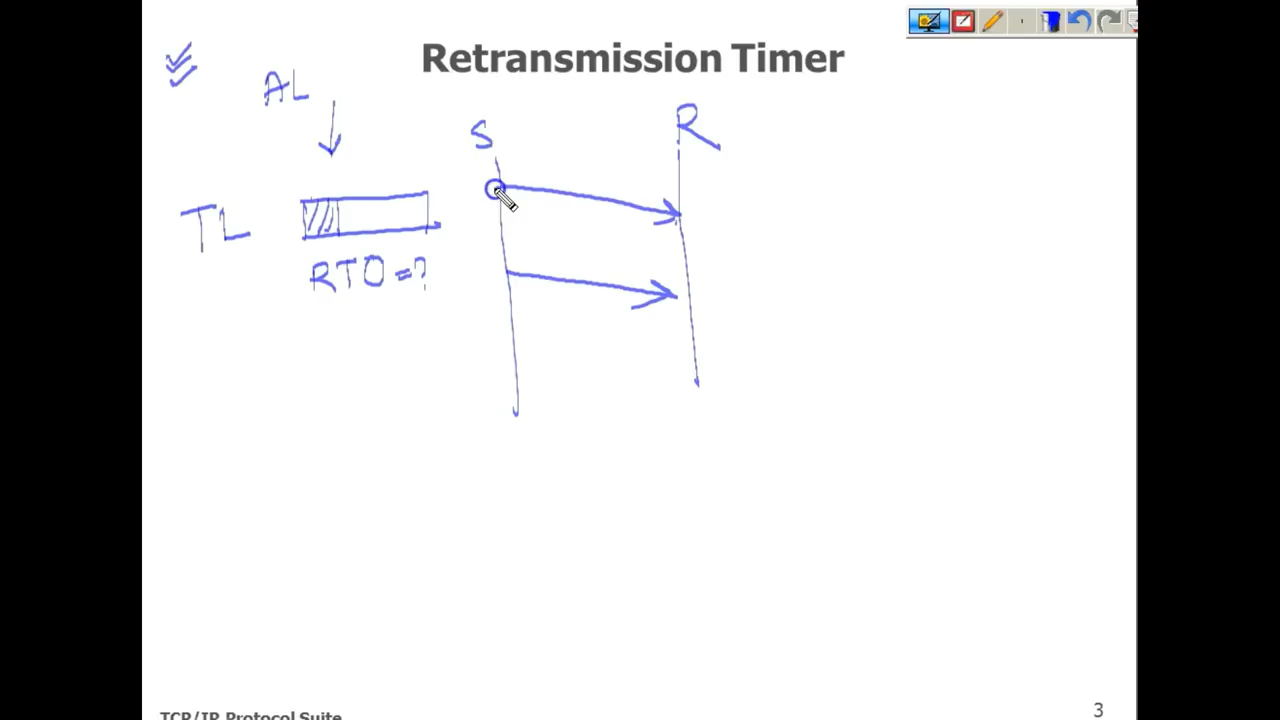 Retransmission Timer
AL
S
R
TL
RTO=?
TCP/IP Protocol Suite
3